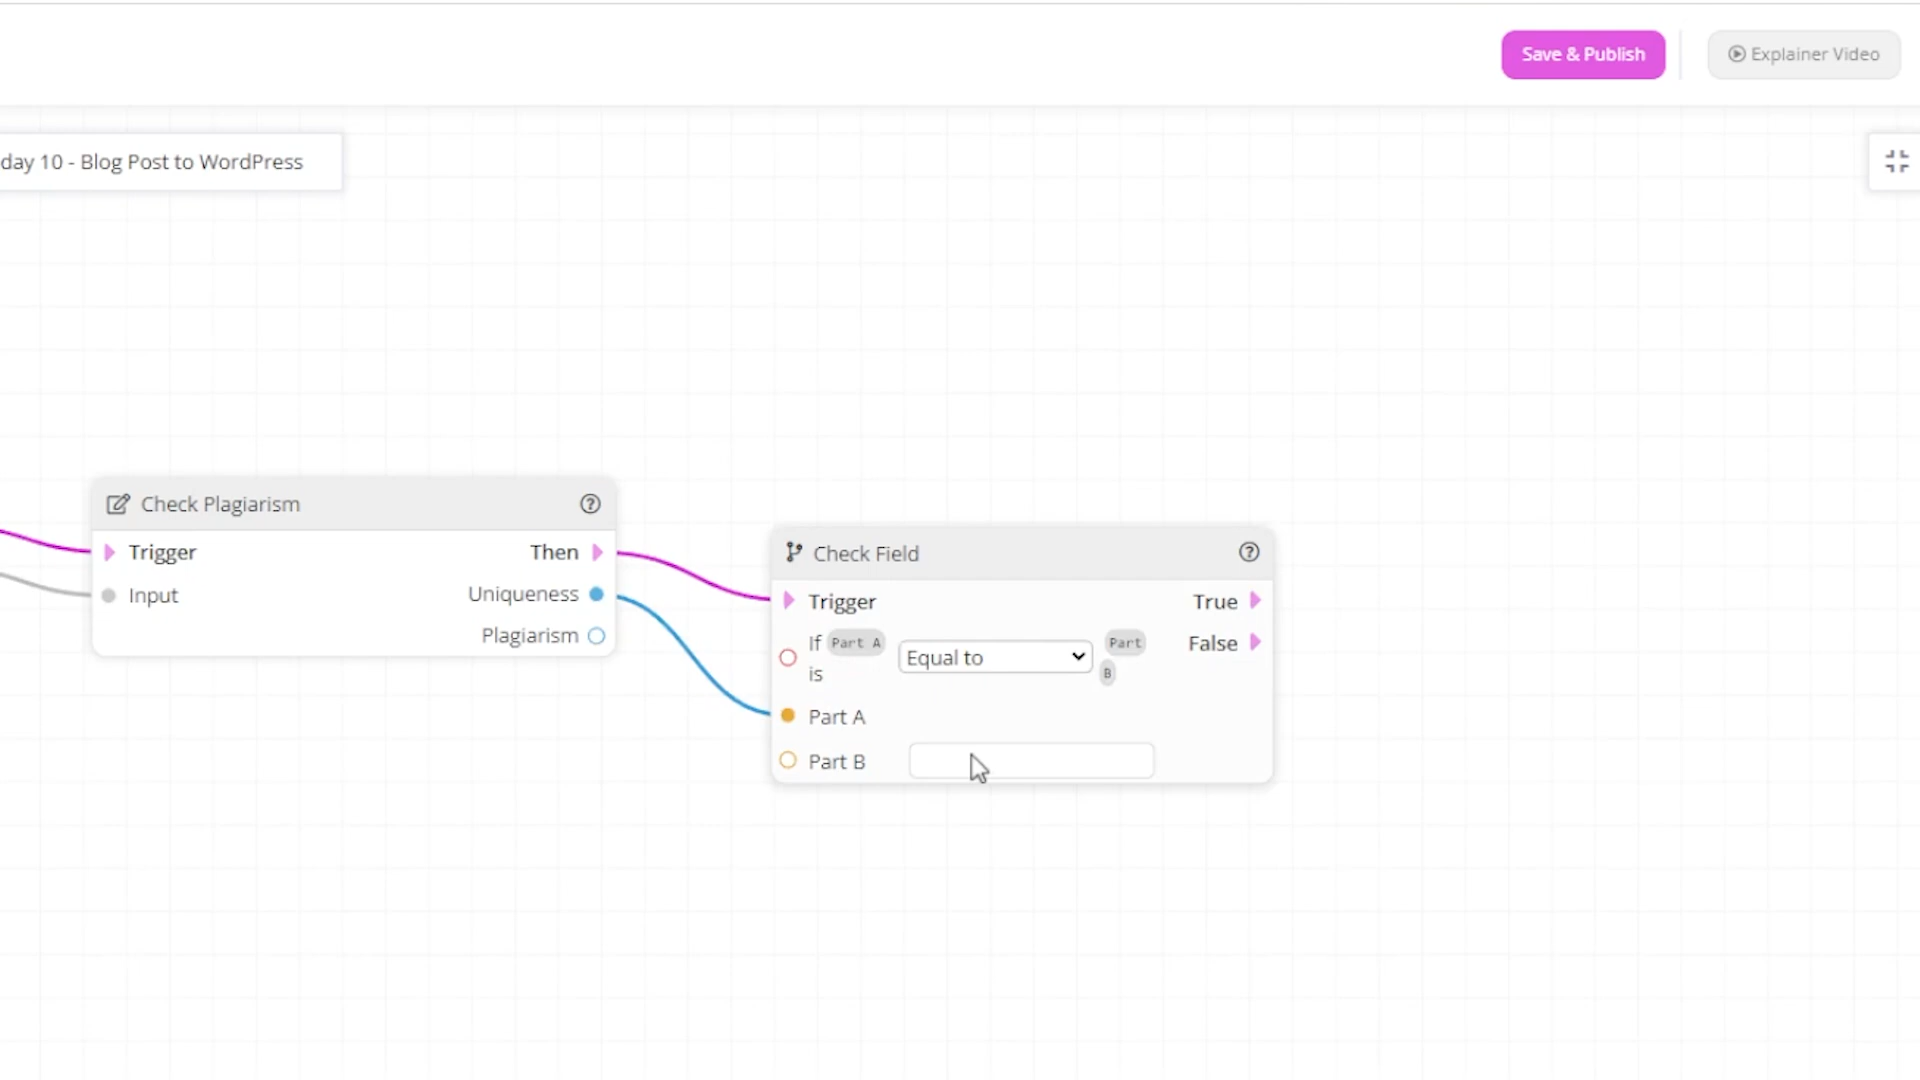 Save & Publish
Explainer Video
day 10 - Blog Post to WordPress
Check Plagiarism
Trigger
Then
Input
Uniqueness
Plagiarism
Check Field
Trigger
True
If Part A is
Equal to
Part B
False
Part A
Part B